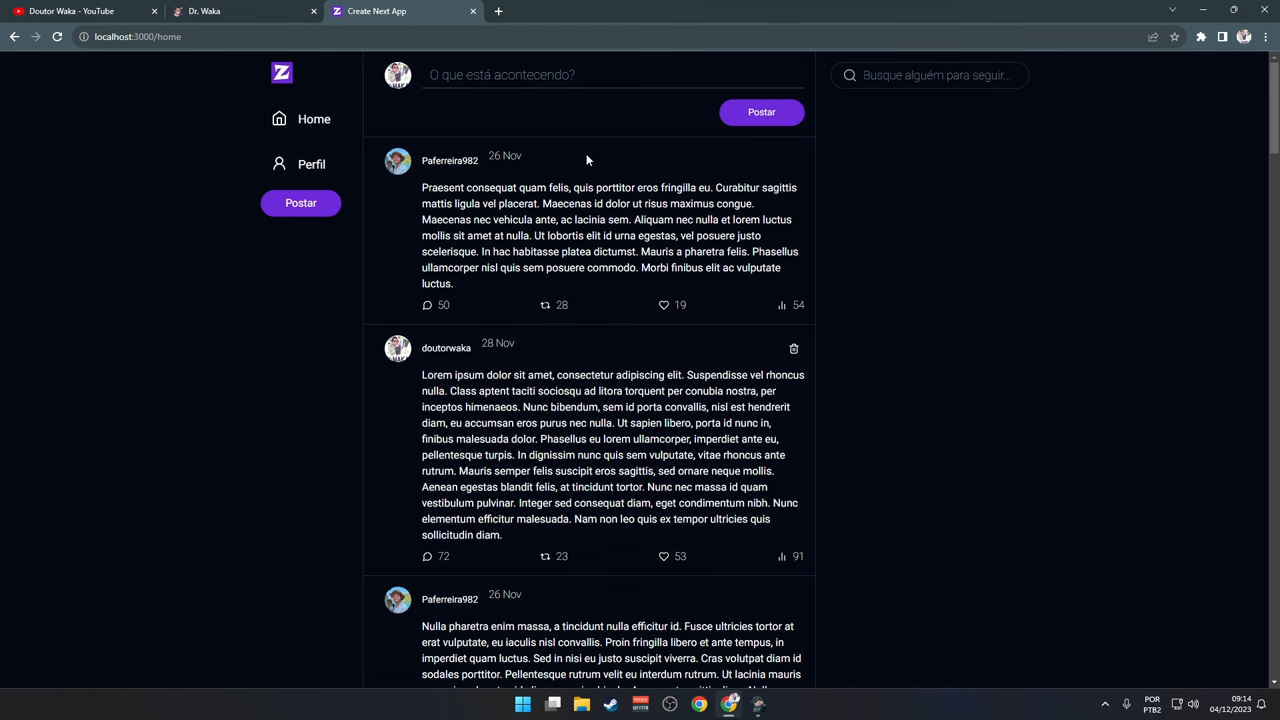 Doutor Waka - YouTube
Dr. Waka
Create Next App
localhost:3000/home
Z
O que está acontecendo?
Busque alguém para seguir...
Postar
Home
Perfil
Postar
Paferreira982 26 Nov
Praesent consequat quam felis, quis porttitor eros fringilla eu. Curabitur sagittis
mattis ligula vel placerat. Maecenas id dolor ut risus maximus congue.
Maecenas nec vehicula ante, ac lacinia sem. Aliquam nec nulla et lorem luctus
mollis sit amet at nulla. Ut lobortis elit id urna egestas, vel posuere justo
scelerisque. In hac habitasse platea dictumst. Mauris a pharetra felis. Phasellus
ullamcorper nisl quis sem posuere commodo. Morbi finibus elit ac vulputate
luctus.
50 28 19 54
doutorwaka 28 Nov
Lorem ipsum dolor sit amet, consectetur adipiscing elit. Suspendisse vel rhoncus
nulla. Class aptent taciti sociosqu ad litora torquent per conubia nostra, per
inceptos himenaeos. Nunc bibendum, sem id porta convallis, nisl est hendrerit
diam, eu accumsan eros purus nec nulla. Ut sapien libero, porta id nunc in,
finibus malesuada dolor. Phasellus eu lorem ullamcorper, imperdiet ante eu,
pellentesque turpis. In dignissim nunc quis sem vulputate, vitae rhoncus ante
rutrum. Mauris semper felis suscipit eros sagittis, sed ornare neque mollis.
Aenean egestas blandit felis, at tincidunt tortor. Nunc nec massa id quam
vestibulum pulvinar. Integer sed consequat diam, eget condimentum nibh. Nunc
elementum efficitur malesuada. Nam non leo quis ex tempor ultricies quis
sollicitudin diam.
72 23 53 91
Paferreira982 26 Nov
Nulla pharetra enim massa, a tincidunt nulla efficitur id. Fusce ultricies tortor at
erat vulputate, eu iaculis nisl convallis. Proin fringilla libero et ante tempus, in
imperdiet quam luctus. Sed in nisi eu justo suscipit viverra. Cras volutpat diam id
sodales porttitor. Pellentesque rutrum velit eu interdum rutrum. Ut lacinia mauris
POR
PTB2
09:14
04/12/2023